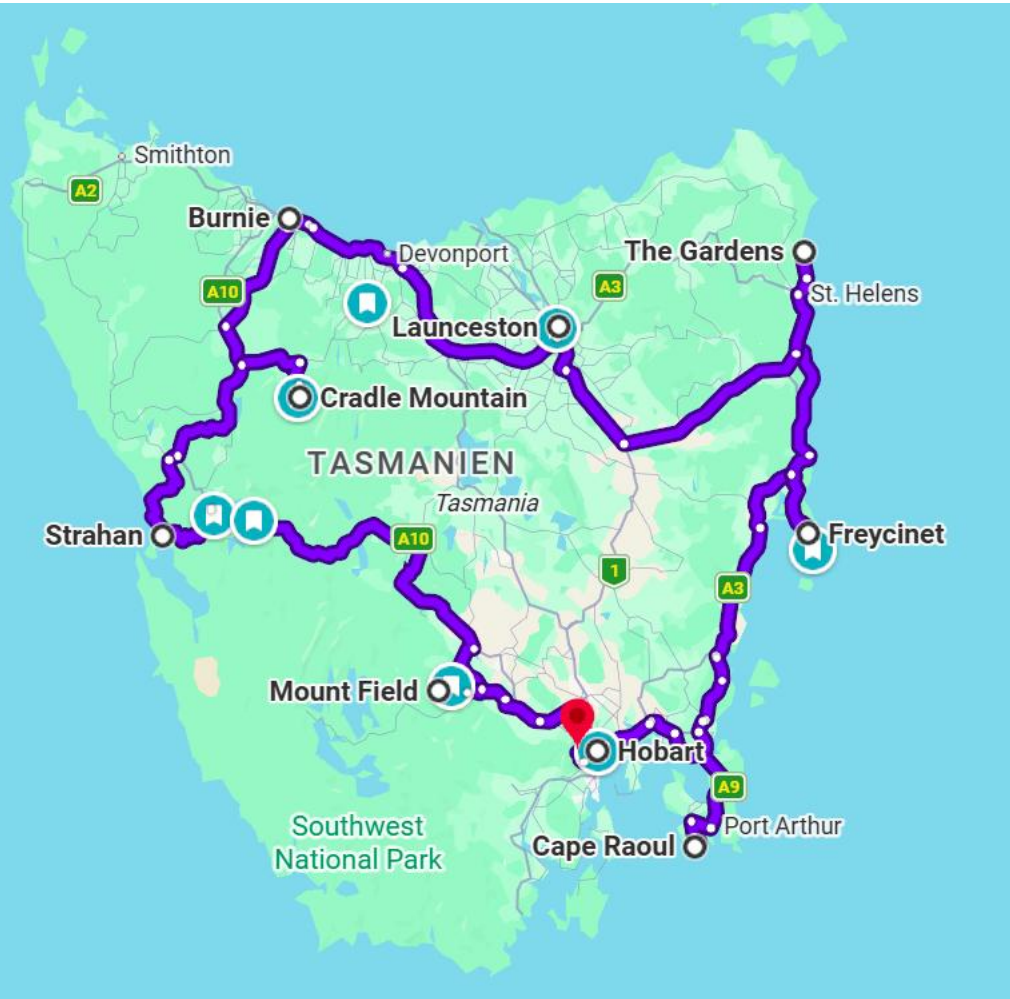 Smithton
A2
Burnie
Devonport
The Gardens
A10
A3
St. Helens
Launceston
Cradle Mountain
TASMANIEN
Tasmania
Strahan
A10
Freycinet
1
A3
Mount Field
Hobart
A9
Southwest
National Park
Port Arthur
Cape Raoul